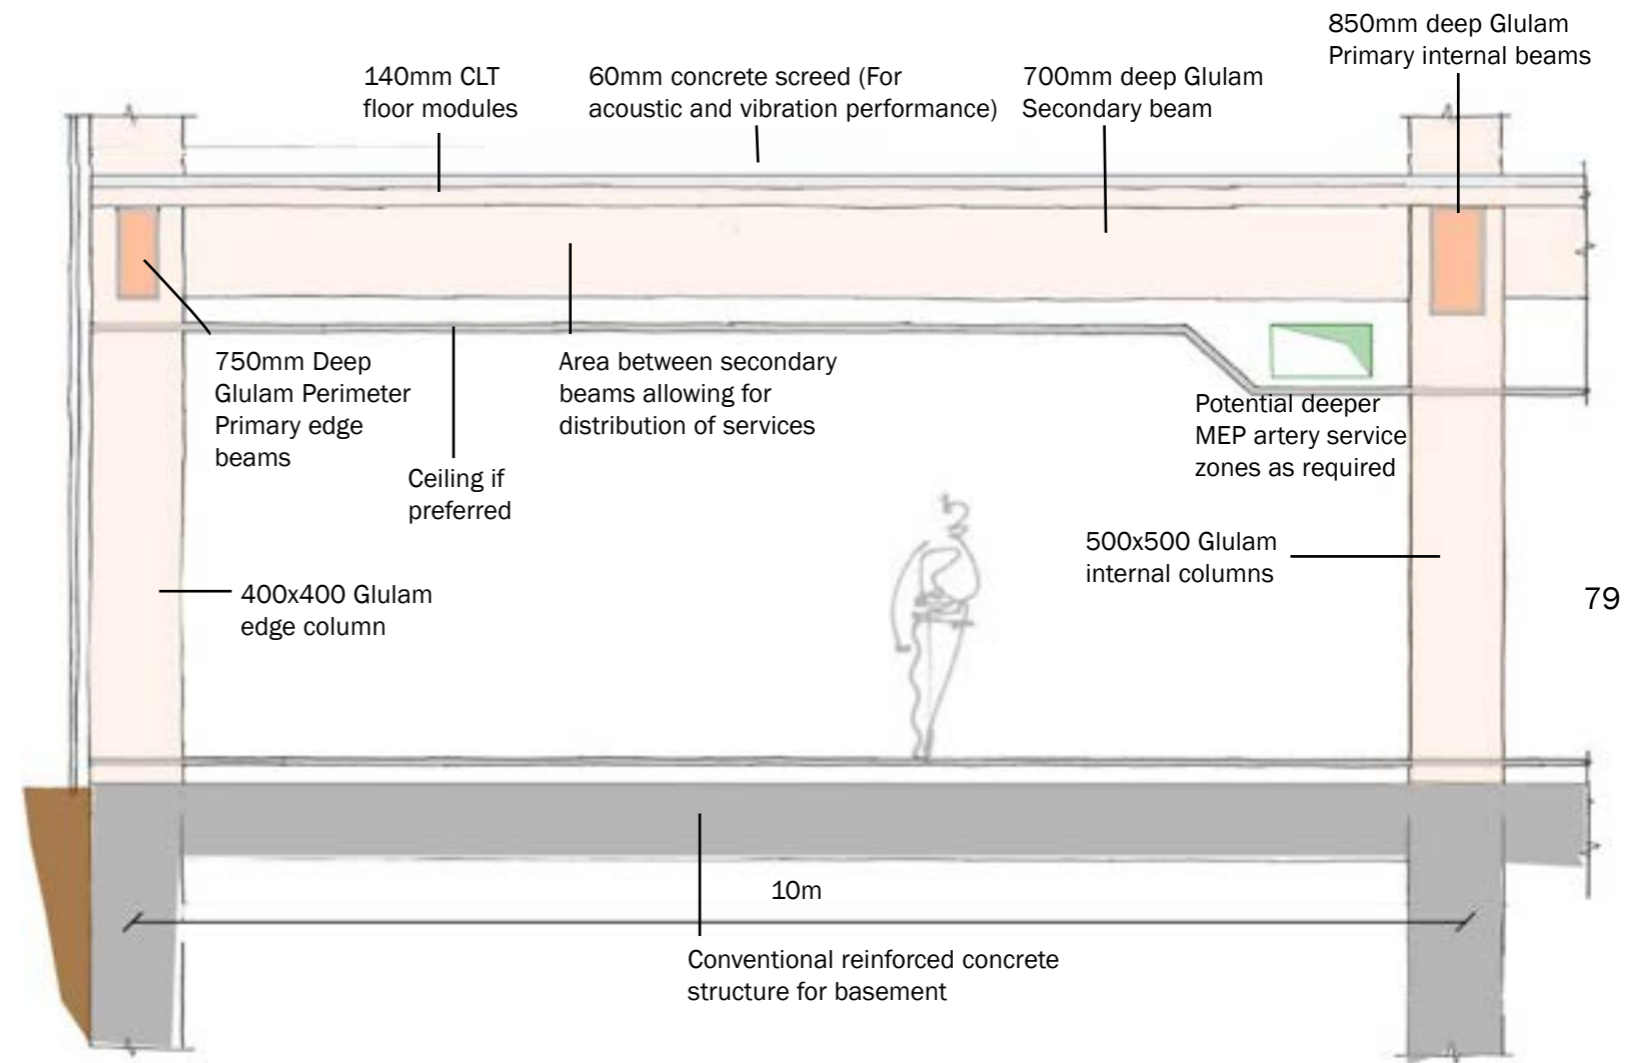 850mm deep Glulam
Primary internal beams
140mm CLT
floor modules
60mm concrete screed (For
acoustic and vibration performance)
700mm deep Glulam
Secondary beam
750mm Deep
Glulam Perimeter
Primary edge
beams
Area between secondary
beams allowing for
distribution of services
Potential deeper
MEP artery service
zones as required
Ceiling if
preferred
500x500 Glulam
internal columns
400x400 Glulam
edge column
79
10m
Conventional reinforced concrete
structure for basement